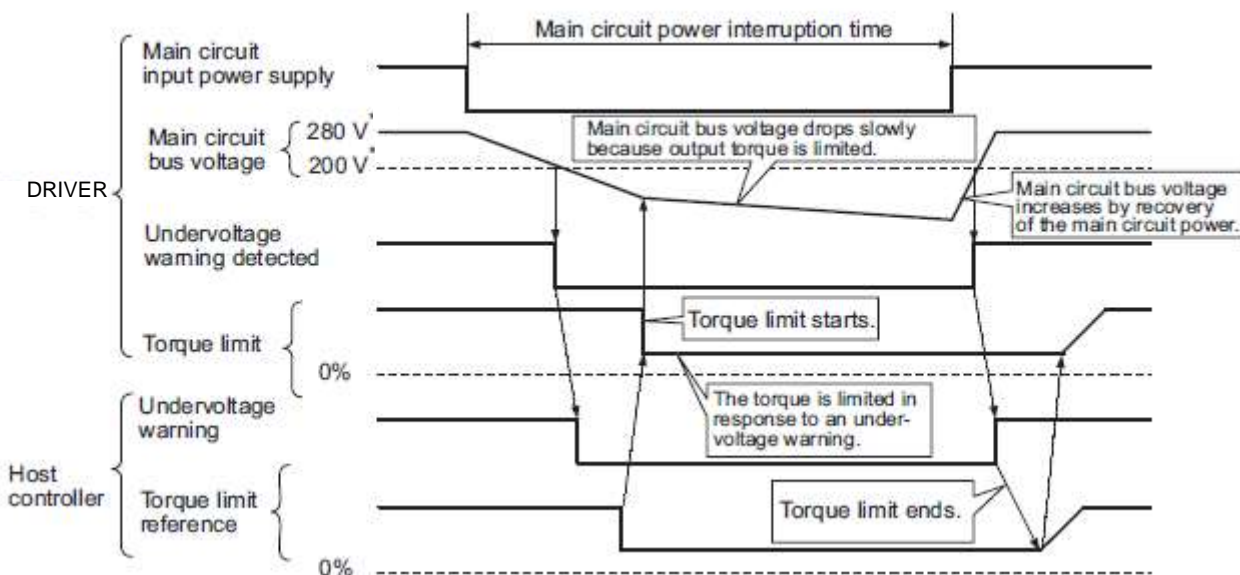 Main circuit power interruption time
Main circuit
input power supply
Main circuit
bus voltage
280 V*
200 V*
Main circuit bus voltage drops slowly
because output torque is limited.
Main circuit bus voltage
increases by recovery
of the main circuit power.
DRIVER
Undervoltage
warning detected
Torque limit starts.
Torque limit
0%
The torque is limited in
response to an under-
voltage warning.
Undervoltage
warning
Host
controller
Torque limit
reference
Torque limit ends.
0%